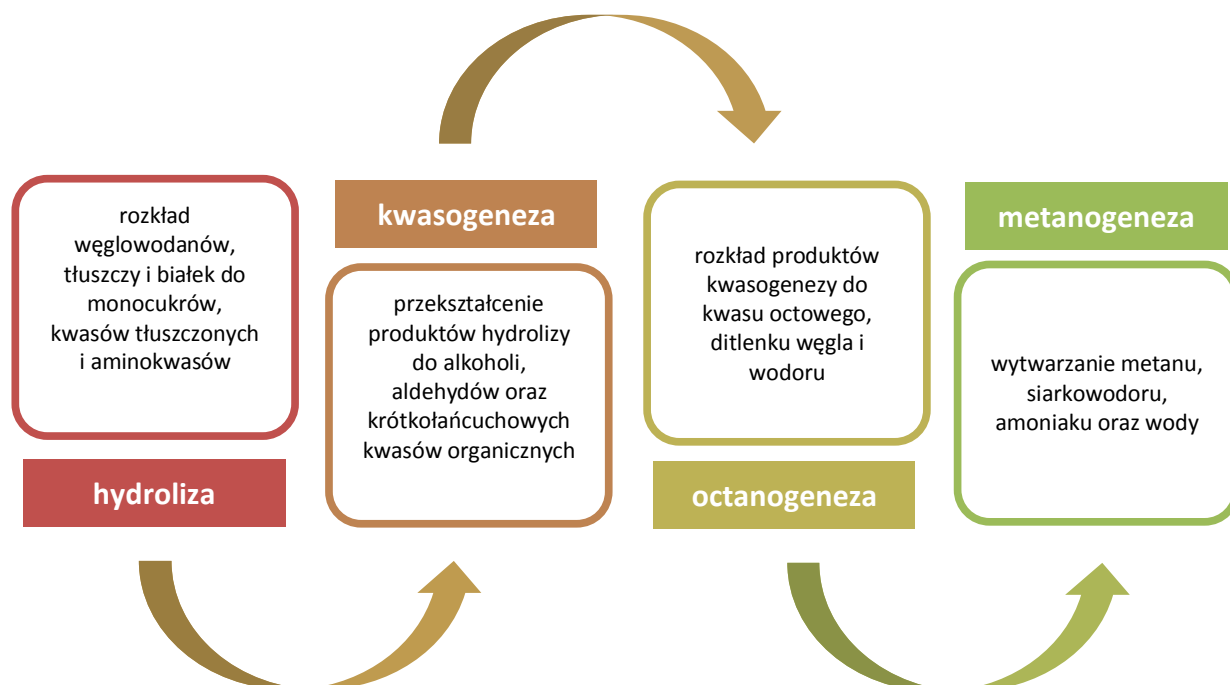 rozkład
węglowodanów,
tłuszczy i białek do
monocukrów,
kwasów tłuszczonych
i aminokwasów
hydroliza
kwasogeneza
przekształcenie
produktów hydrolizy
do alkoholi,
aldehydów oraz
krótkołańcuchowych
kwasów organicznych
rozkład produktów
kwasogenezy do
kwasu octowego,
ditlenku węgla i
wodoru
octanogeneza
metanogeneza
wytwarzanie metanu,
siarkowodoru,
amoniaku oraz wody